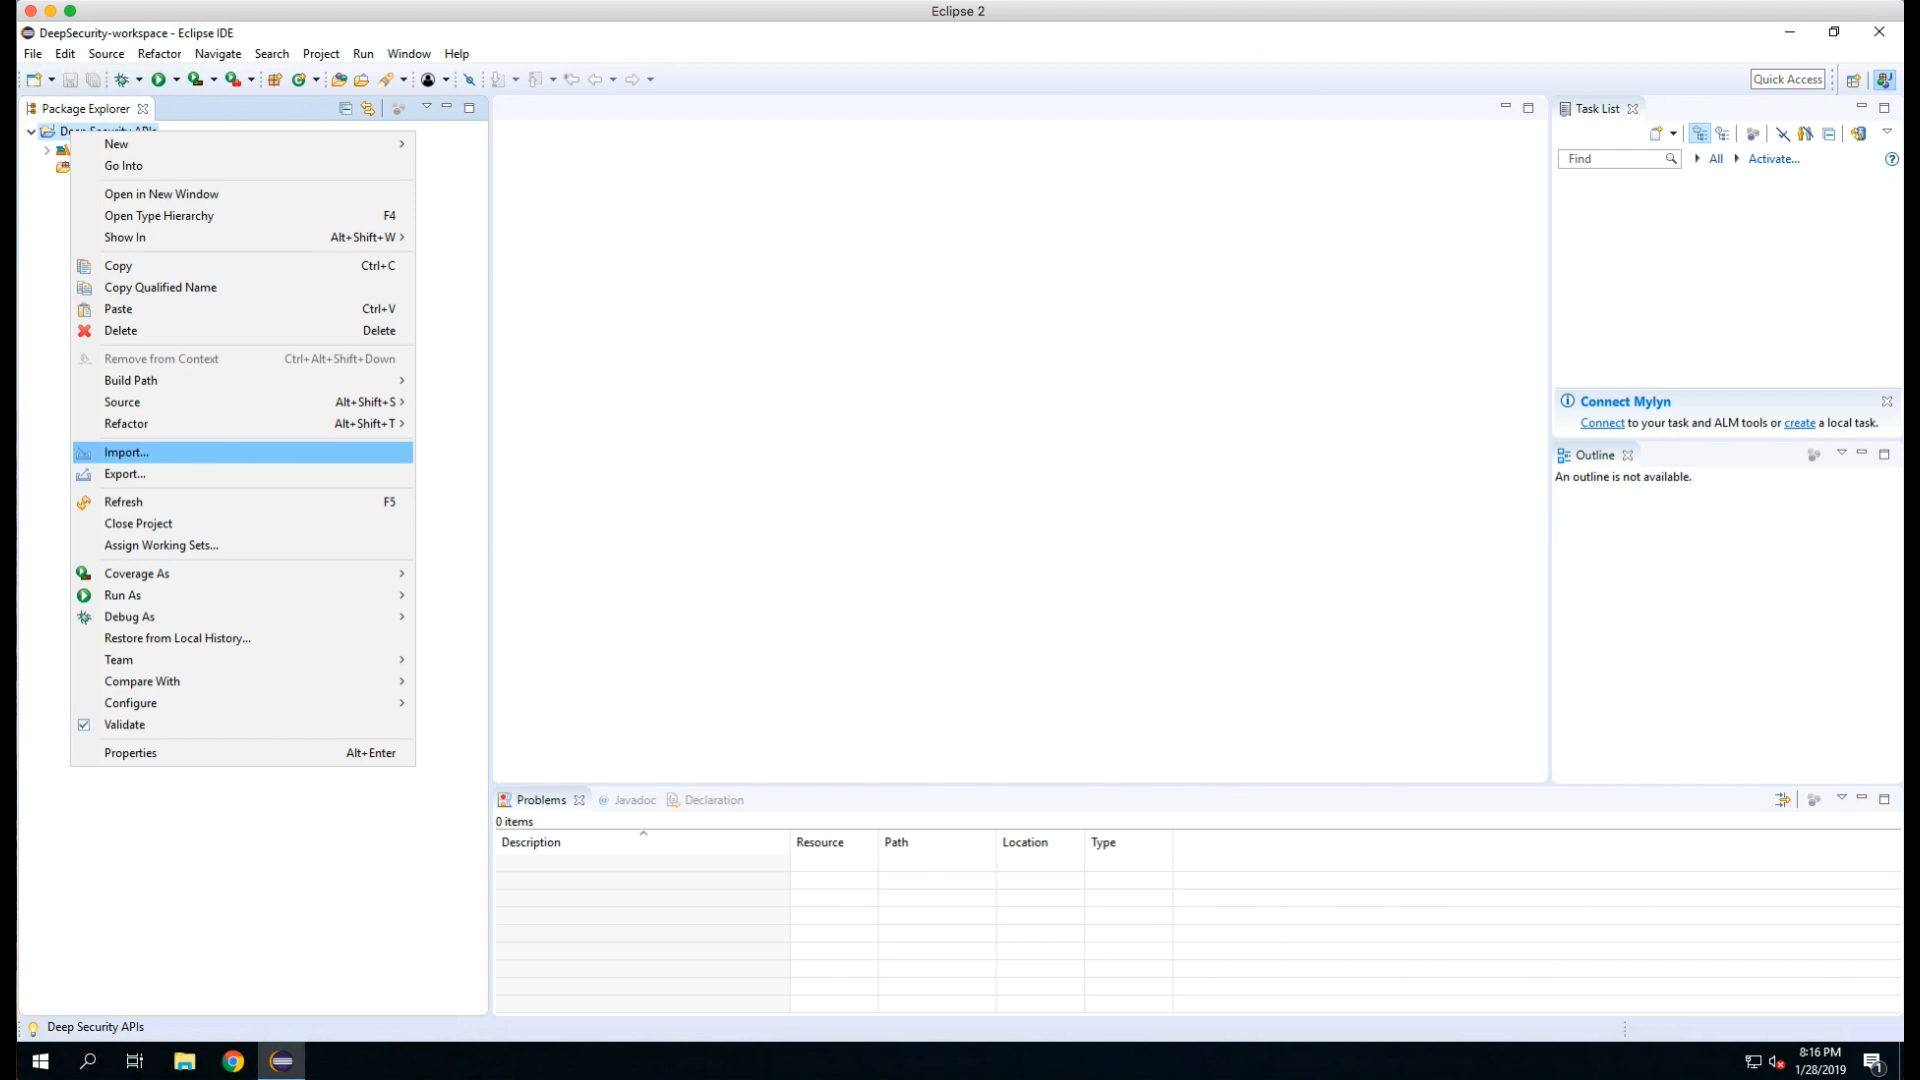 Eclipse 2
DeepSecurity-workspace - Eclipse IDE
File Edit Source Refactor Navigate Search Project Run Window Help
Quick Access
Package Explorer
Deep Security APIs
New
Go Into
Open in New Window
Open Type Hierarchy F4
Show In Alt+Shift+W
Copy Ctrl+C
Copy Qualified Name
Paste Ctrl+V
Delete Delete
Remove from Context Ctrl+Alt+Shift+Down
Build Path
Source Alt+Shift+S
Refactor Alt+Shift+T
Import...
Export...
Refresh F5
Close Project
Assign Working Sets...
Coverage As
Run As
Debug As
Restore from Local History...
Team
Compare With
Configure
Validate
Properties Alt+Enter
Task List
Find All Activate...
Connect Mylyn
Connect to your task and ALM tools or create a local task.
Outline
An outline is not available.
Problems @ Javadoc Declaration
0 items
Description Resource Path Location Type
Deep Security APIs
8:16 PM
1/28/2019
1